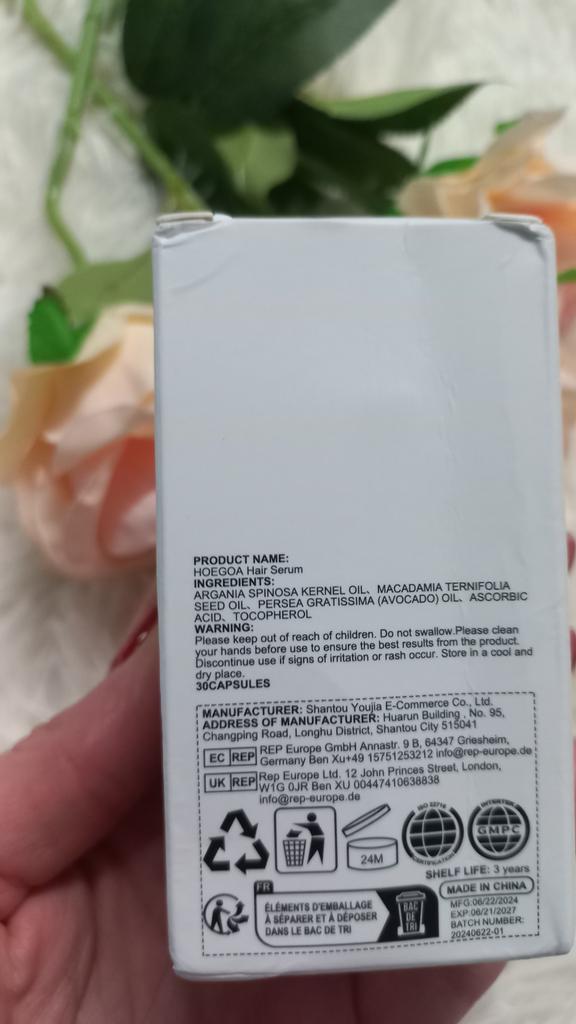 PRODUCT NAME:
HOEGOA Hair Serum
INGREDIENTS:
ARGANIA SPINOSA KERNEL OIL、MACADAMIA TERNIFOLIA
SEED OIL、PERSEA GRATISSIMA (AVOCADO) OIL、ASCORBIC
ACID、TOCOPHEROL
WARNING:
Please keep out of reach of children. Do not swallow.Please clean
your hands before use to ensure the best results from the product.
Discontinue use if signs of irritation or rash occur. Store in a cool and
dry place.
30CAPSULES
MANUFACTURER: Shantou Youjia E-Commerce Co., Ltd.
ADDRESS OF MANUFACTURER: Huarun Building , No. 95,
Changping Road, Longhu District, Shantou City 515041
EC REP REP Europe GmbH Annastr. 9 B, 64347 Griesheim,
Germany Ben Xu+49 15751253212 info@rep-europe.de
UK REP Rep Europe Ltd. 12 John Princes Street, London,
W1G 0JR Ben XU 00447410638838
info@rep-europe.de
24M
ISO 22716
CERTIFICATION
GMPC
SHELF LIFE: 3 years
MADE IN CHINA
MFG:06/22/2024
EXP:06/21/2027
BATCH NUMBER:
20240622-01
FR
ÉLÉMENTS D'EMBALLAGE
À SÉPARER ET À DÉPOSER
DANS LE BAC DE TRI
BAC
DE
TRI